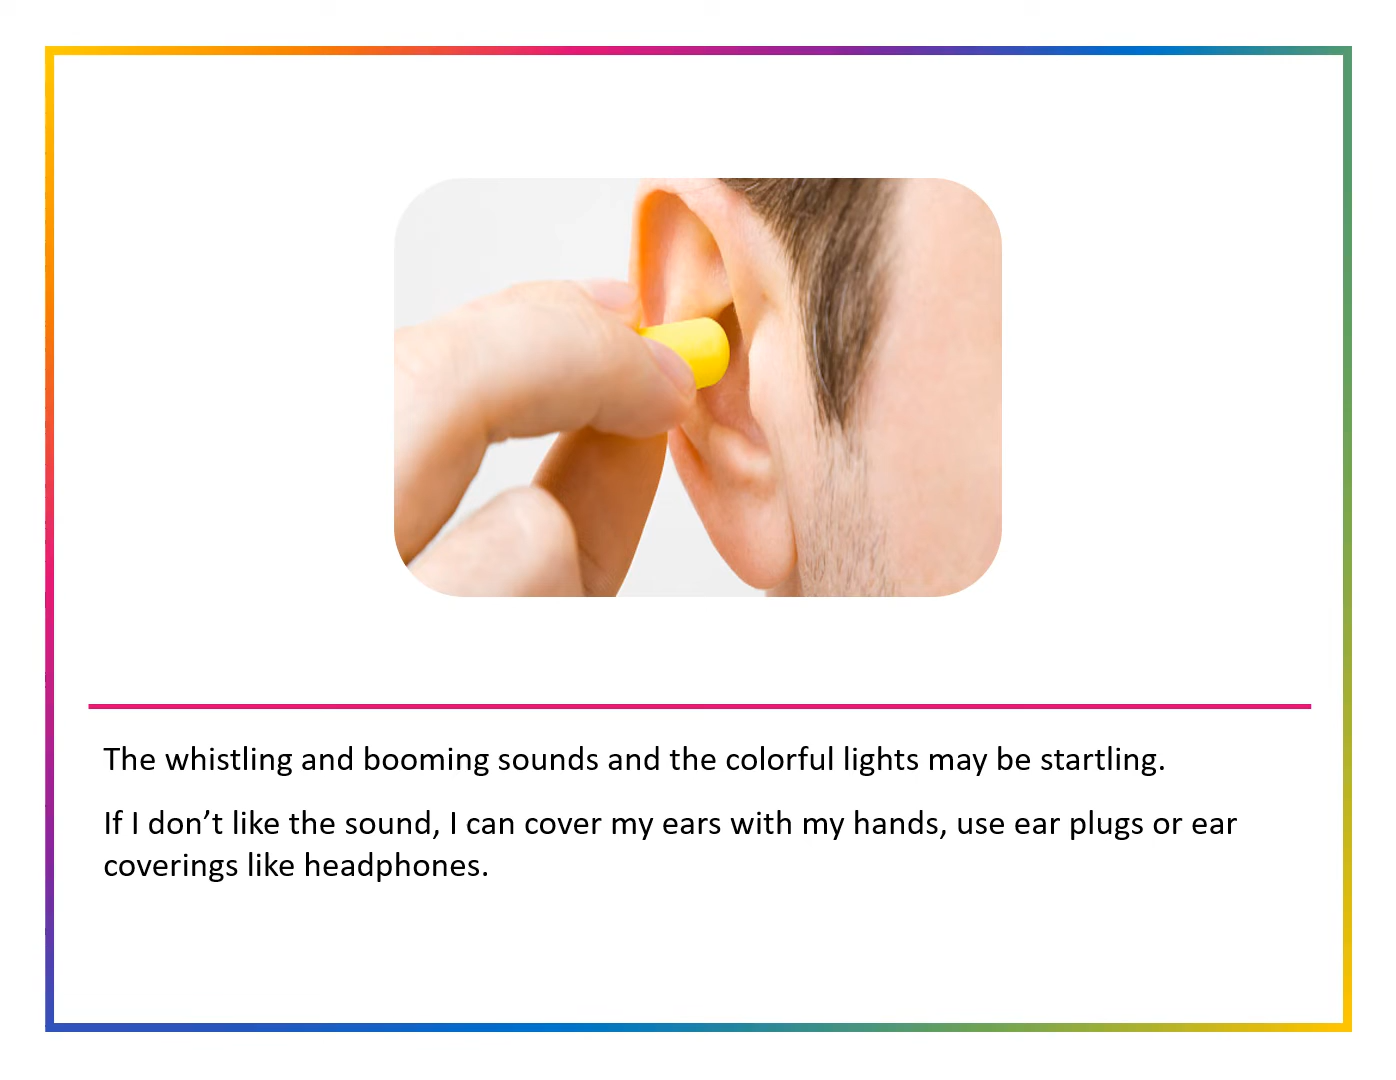 The whistling and booming sounds and the colorful lights may be startling.
If I don’t like the sound, I can cover my ears with my hands, use ear plugs or ear
coverings like headphones.